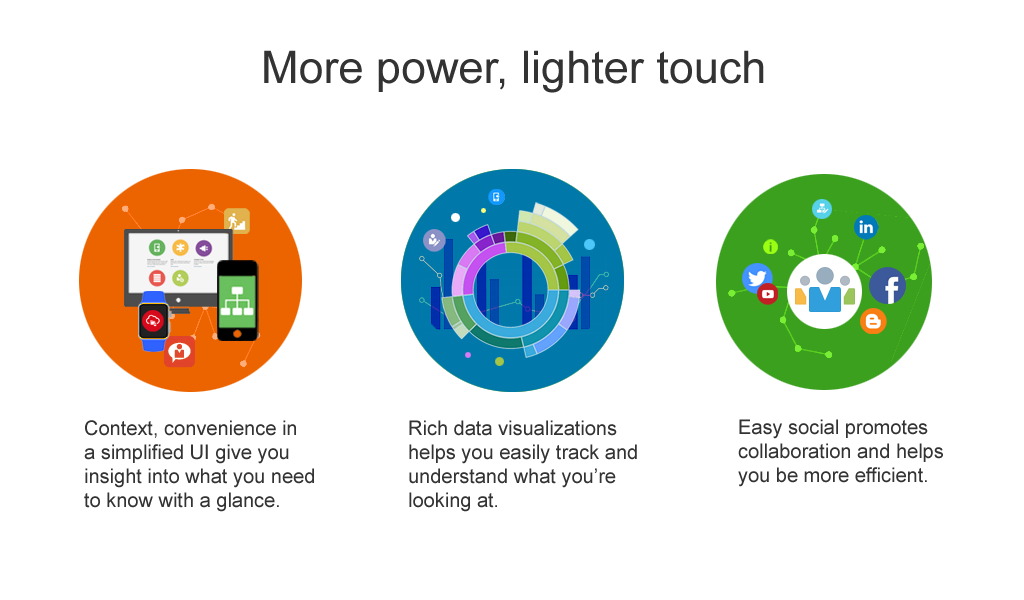 More power, lighter touch
Context, convenience in
a simplified UI give you
insight into what you need
to know with a glance.
Rich data visualizations
helps you easily track and
understand what you’re
looking at.
in
f
Easy social promotes
collaboration and helps
you be more efficient.